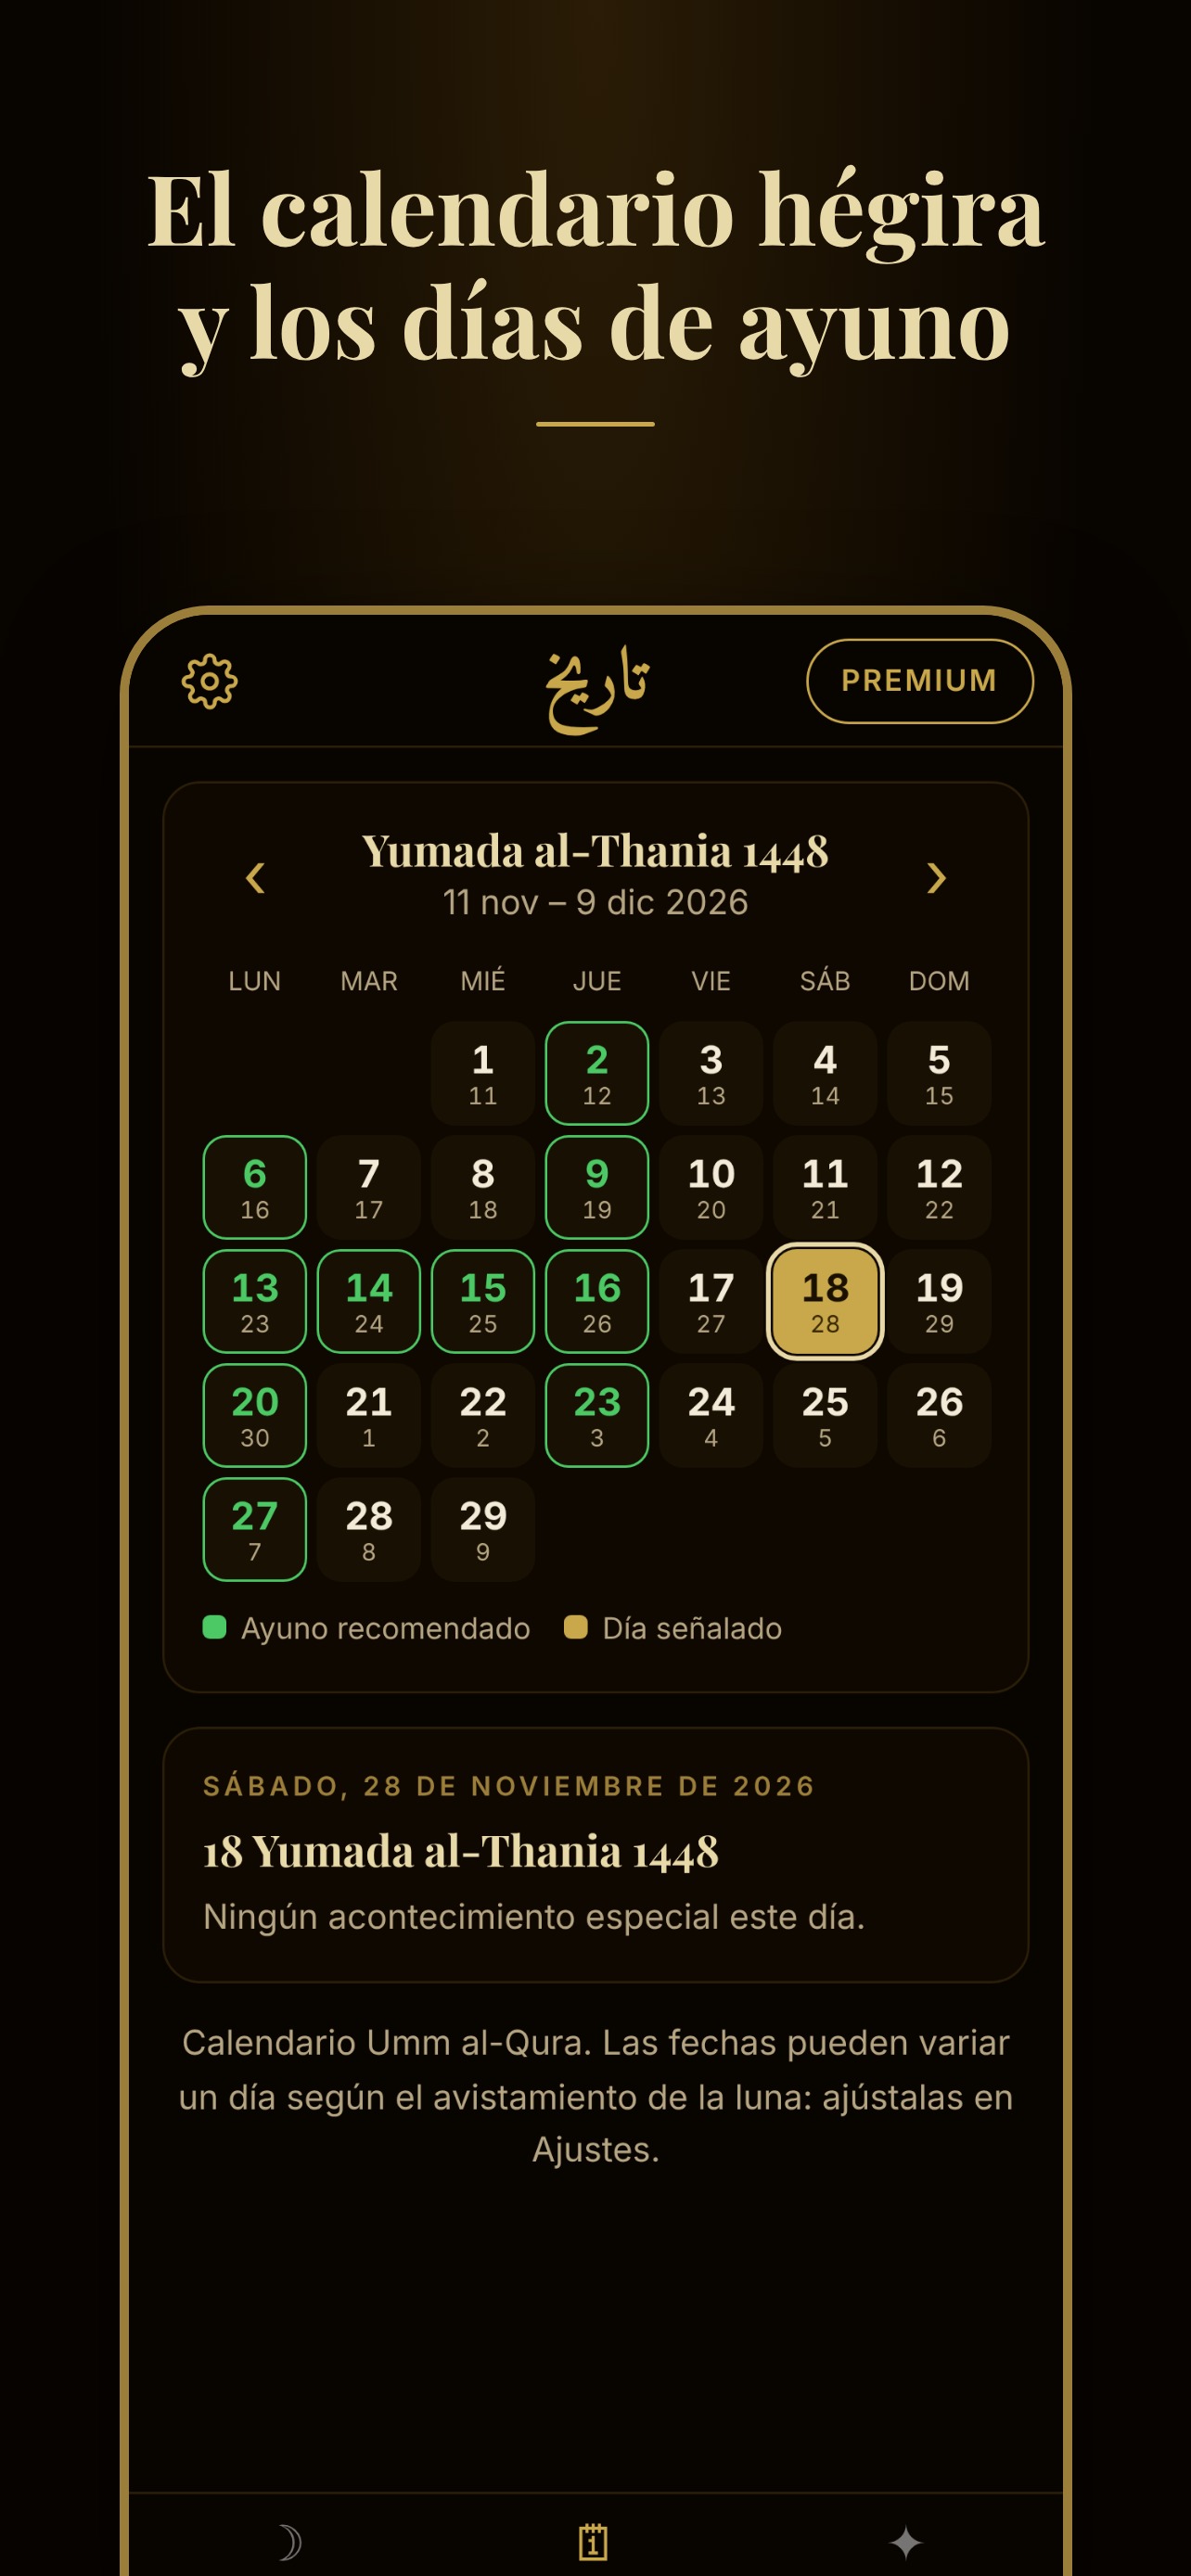 El calendario hégira
y los días de ayuno
تاريخ
PREMIUM
‹ Yumada al-Thania 1448 ›
11 nov – 9 dic 2026
LUN MAR MIÉ JUE VIE SÁB DOM
1 2 3 4 5
11 12 13 14 15
6 7 8 9 10 11 12
16 17 18 19 20 21 22
13 14 15 16 17 18 19
23 24 25 26 27 28 29
20 21 22 23 24 25 26
30 1 2 3 4 5 6
27 28 29
7 8 9
Ayuno recomendado Día señalado
SÁBADO, 28 DE NOVIEMBRE DE 2026
18 Yumada al-Thania 1448
Ningún acontecimiento especial este día.
Calendario Umm al-Qura. Las fechas pueden variar
un día según el avistamiento de la luna: ajústalas en
Ajustes.
1